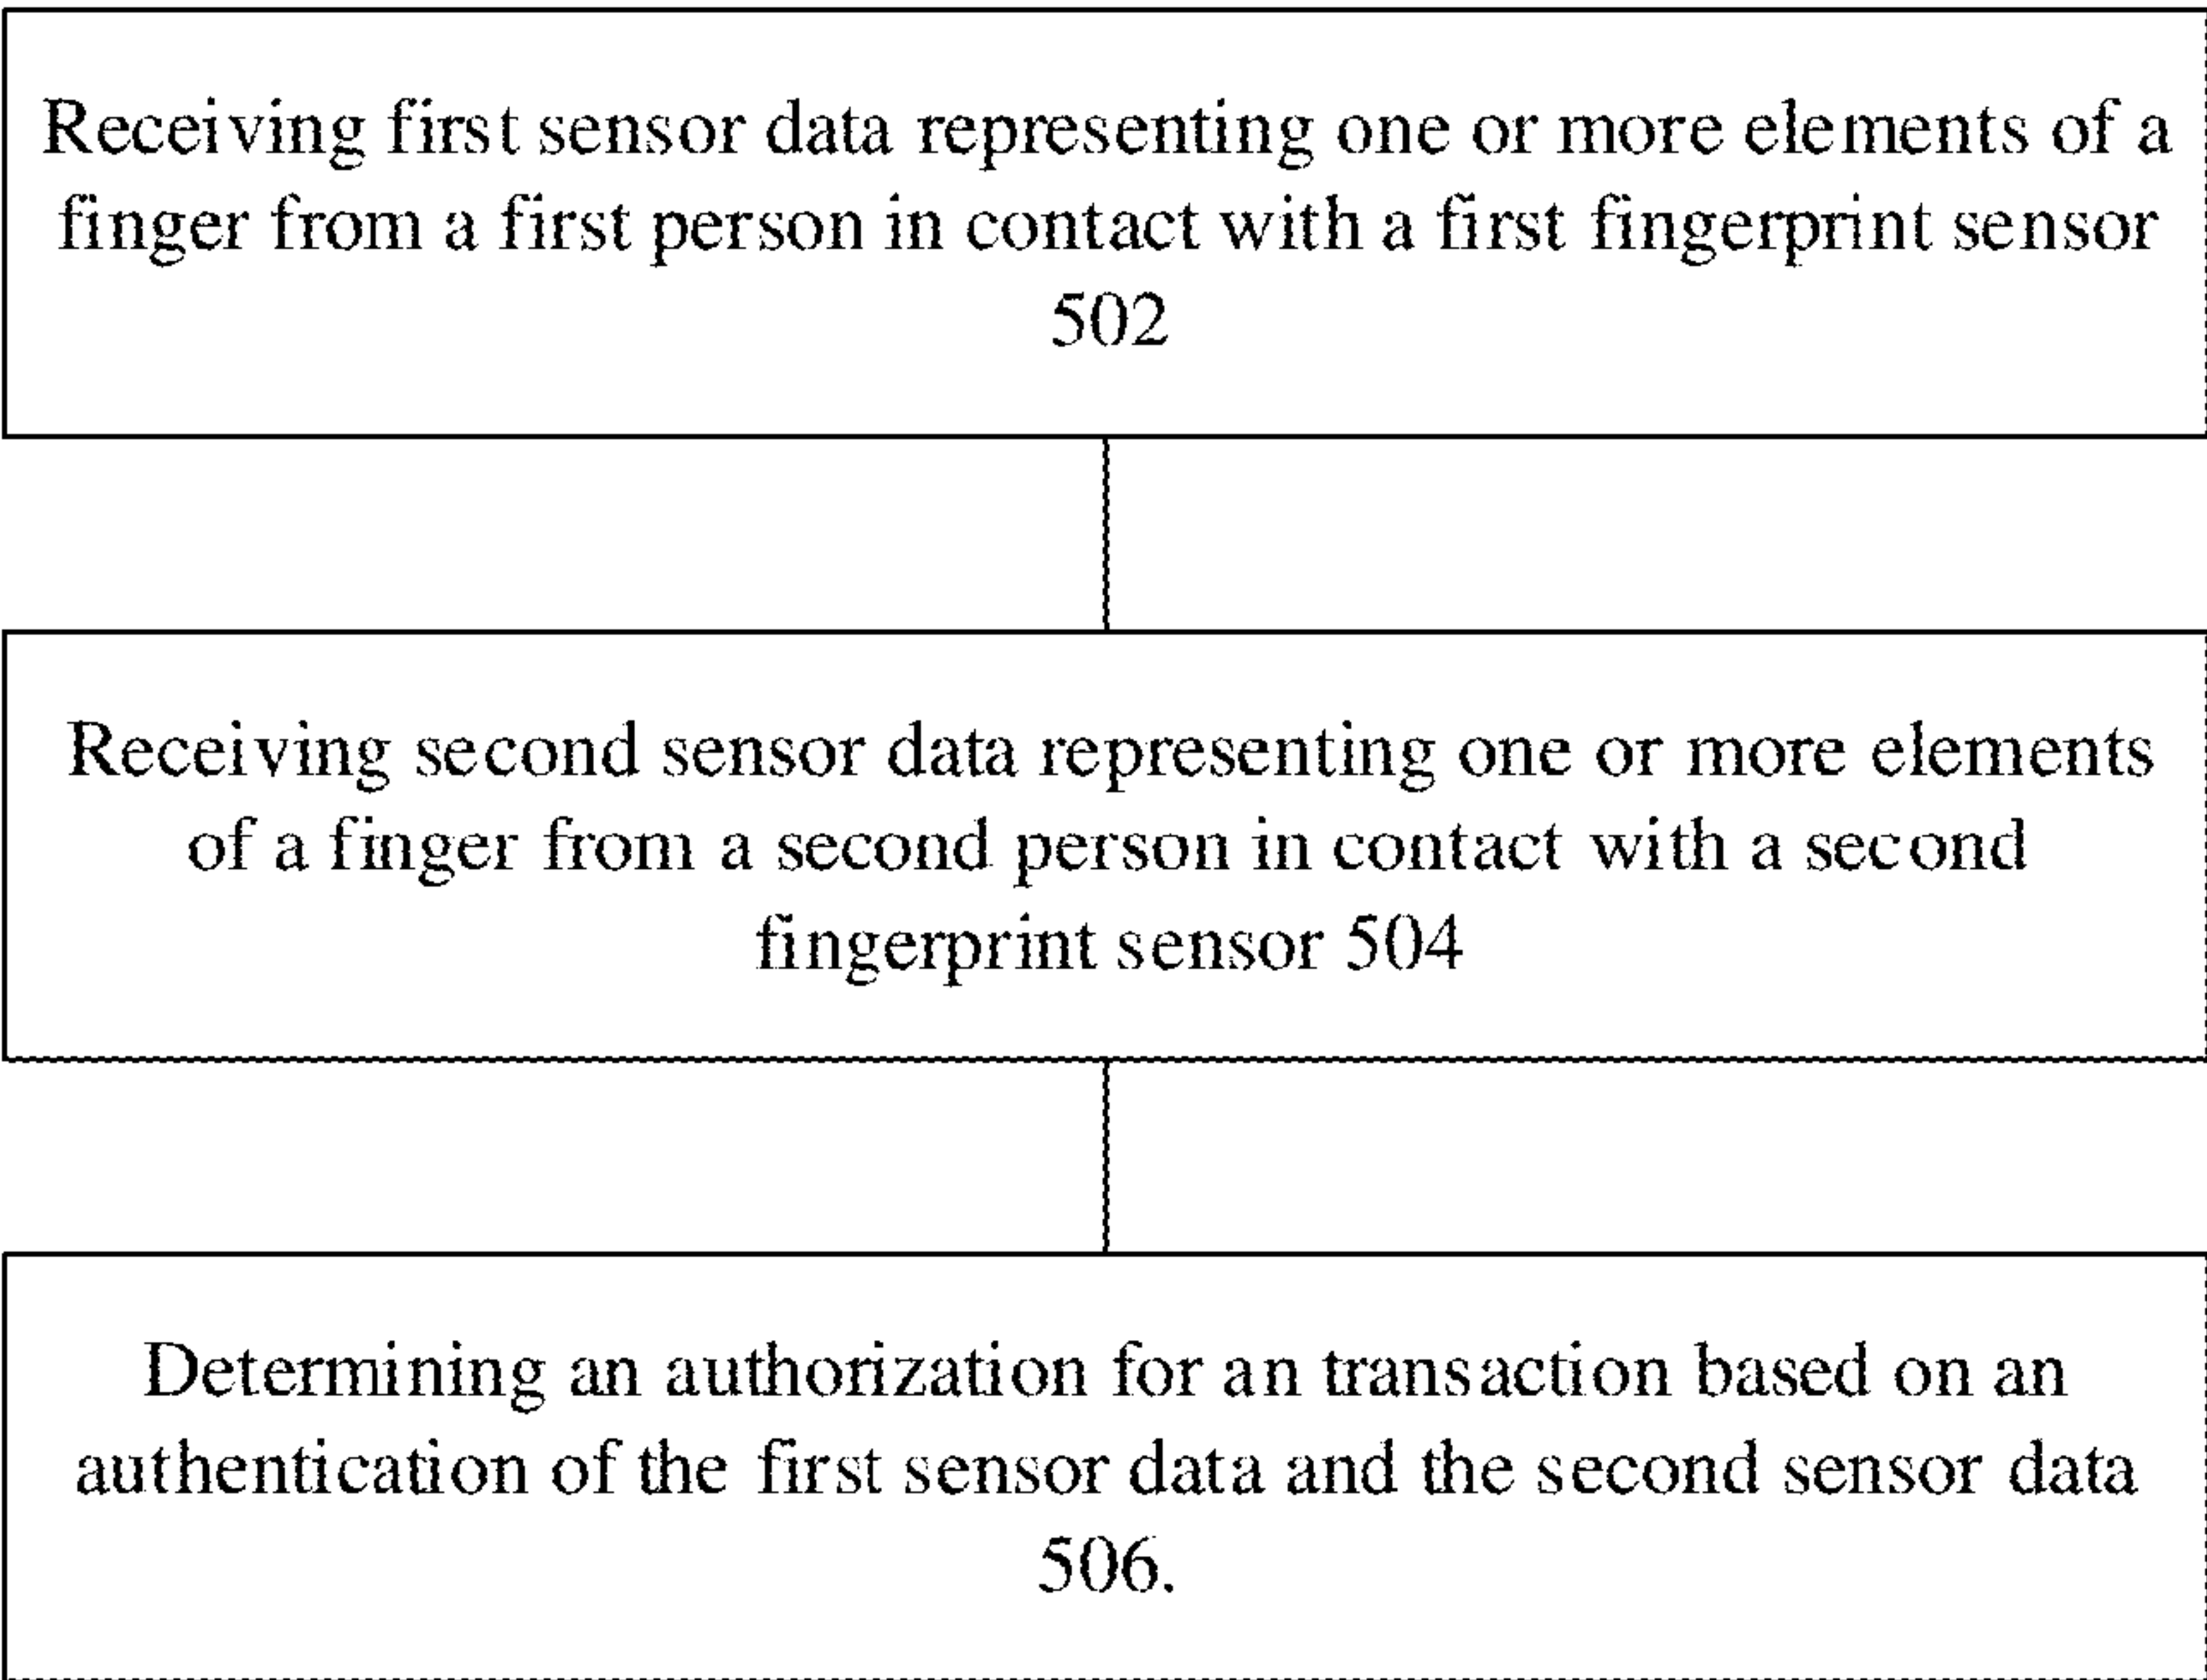 Receiving first sensor data representing one or more elements of a
finger from a first person in contact with a first fingerprint sensor
502
Receiving second sensor data representing one or more elements
of a finger from a second person in contact with a second
fingerprint sensor 504
Determining an authorization for an transaction based on an
authentication of the first sensor data and the second sensor data
506.